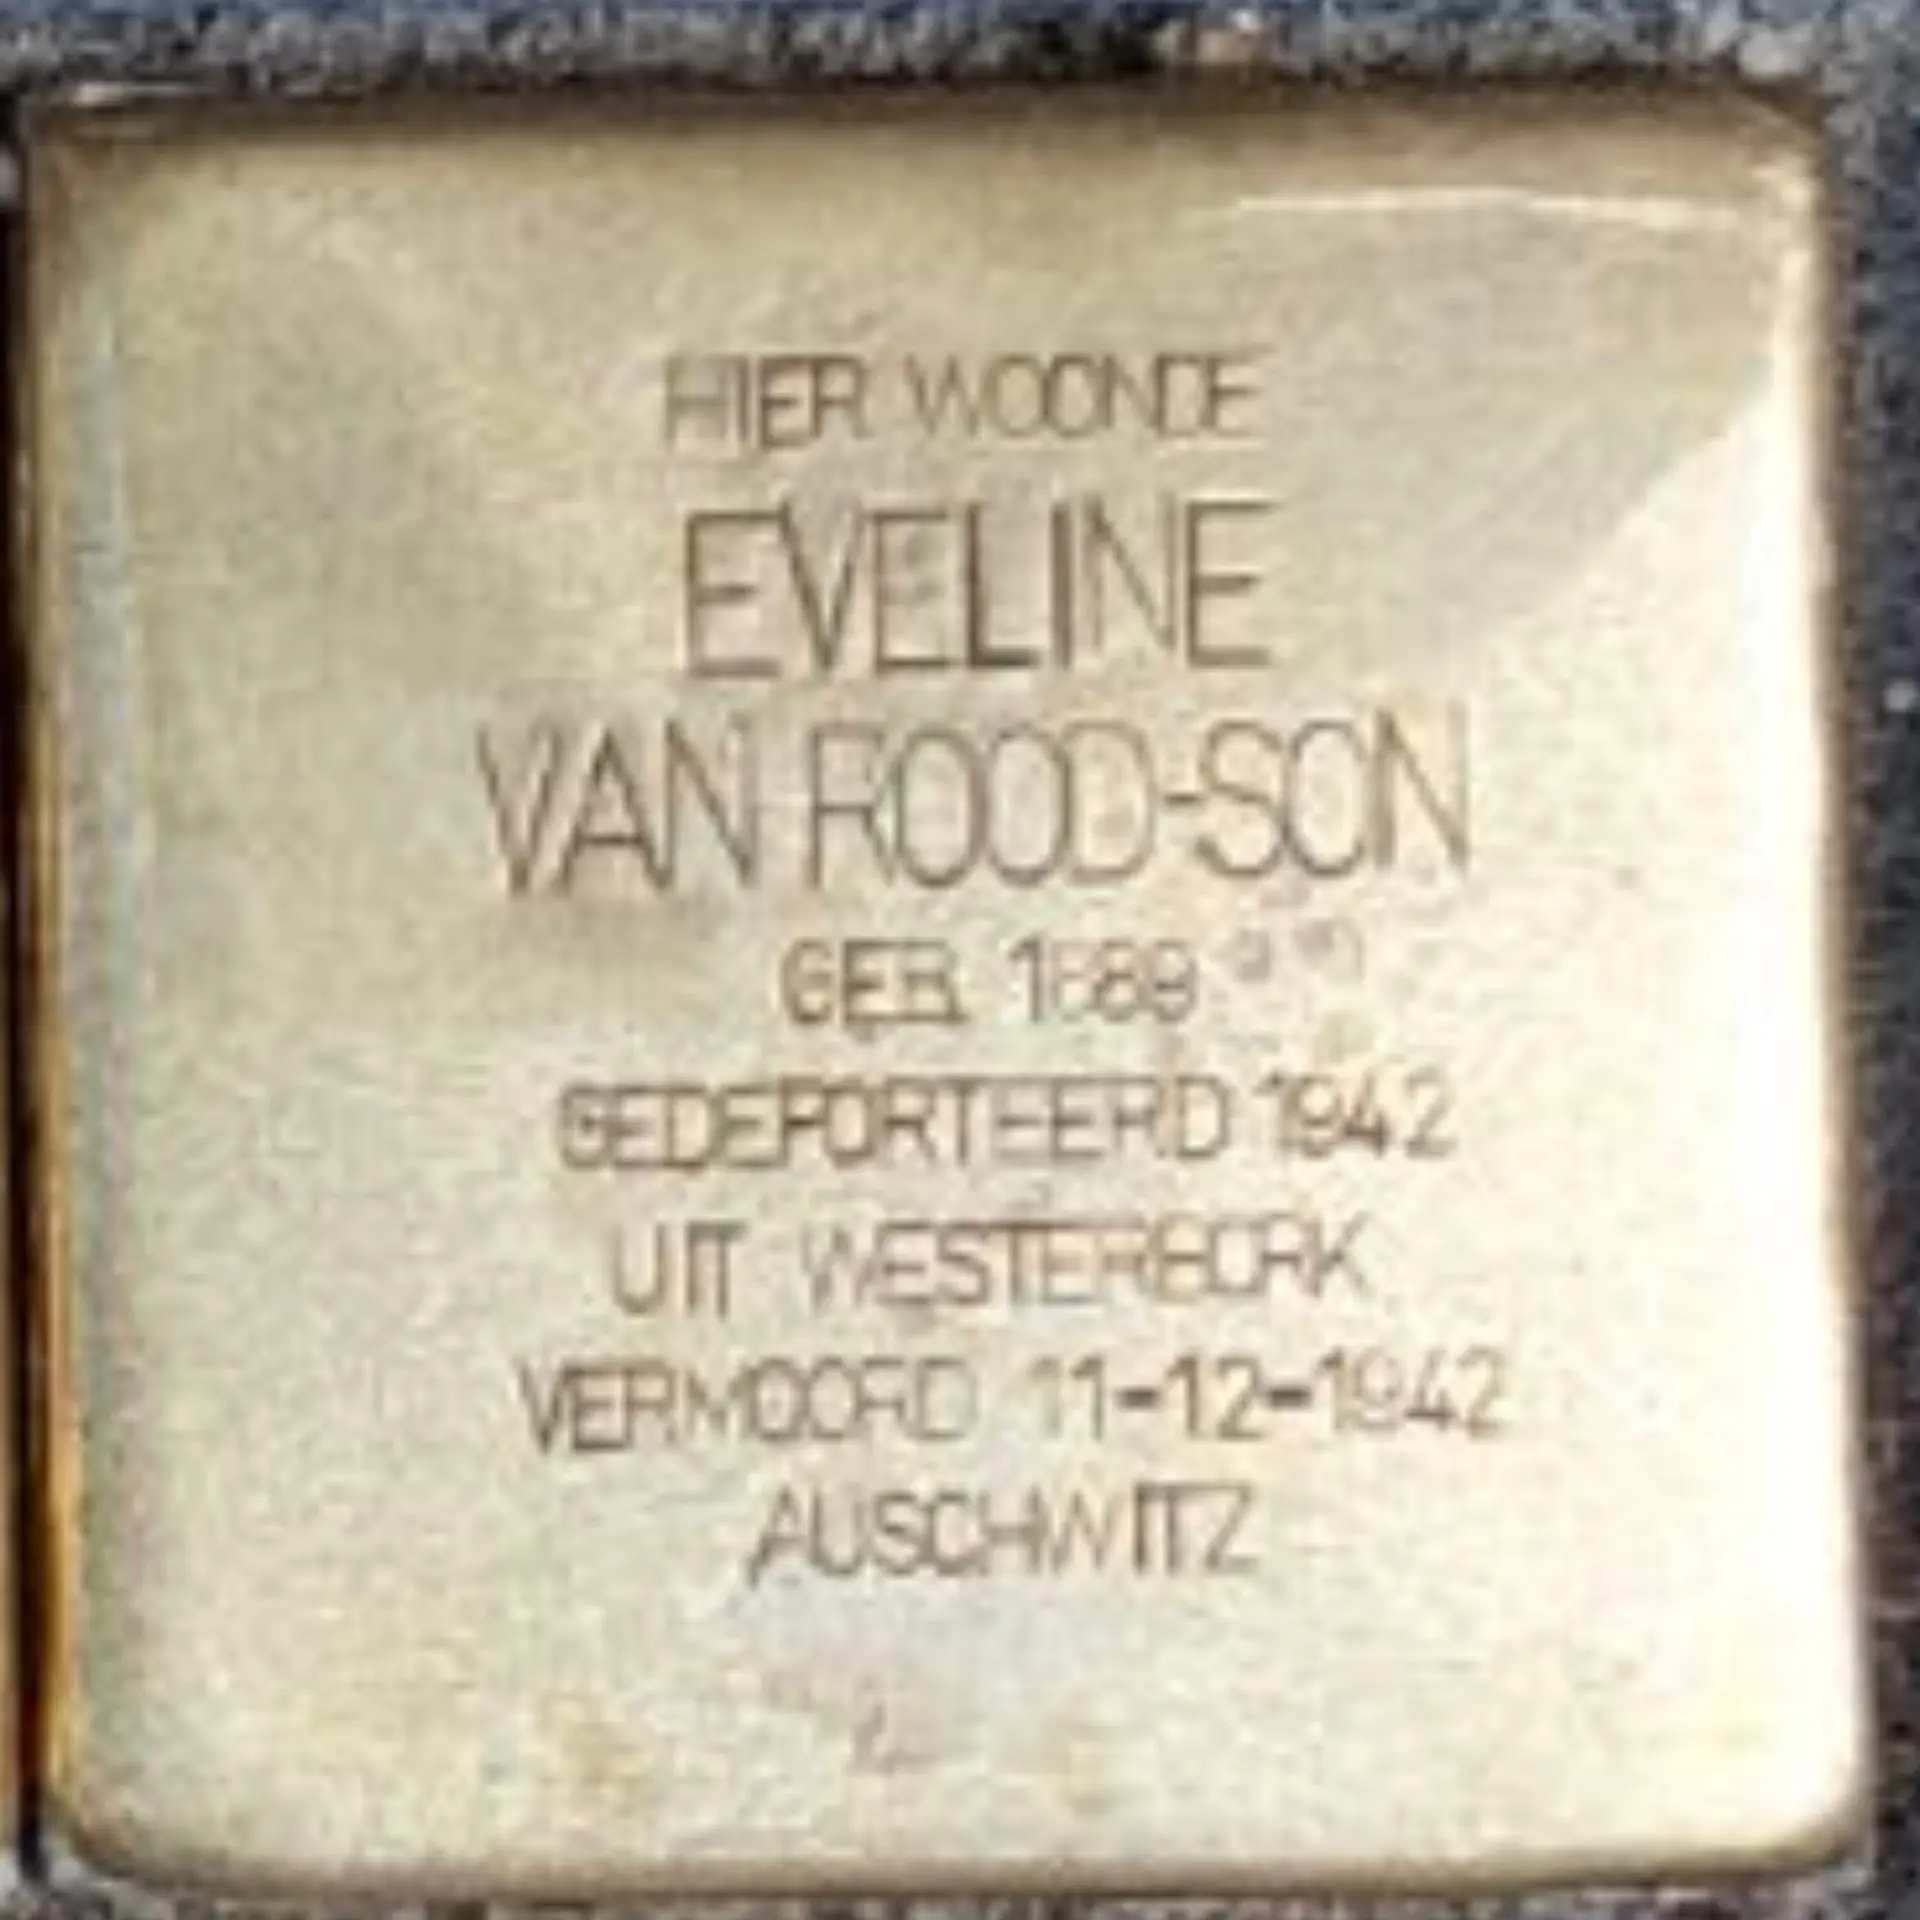 HIER WOONDE
EVELINE
VAN ROOD-SON
GEB. 1889
GEDEPORTEERD 1942
UIT WESTERBORK
VERMOORD 11-12-1942
AUSCHWITZ